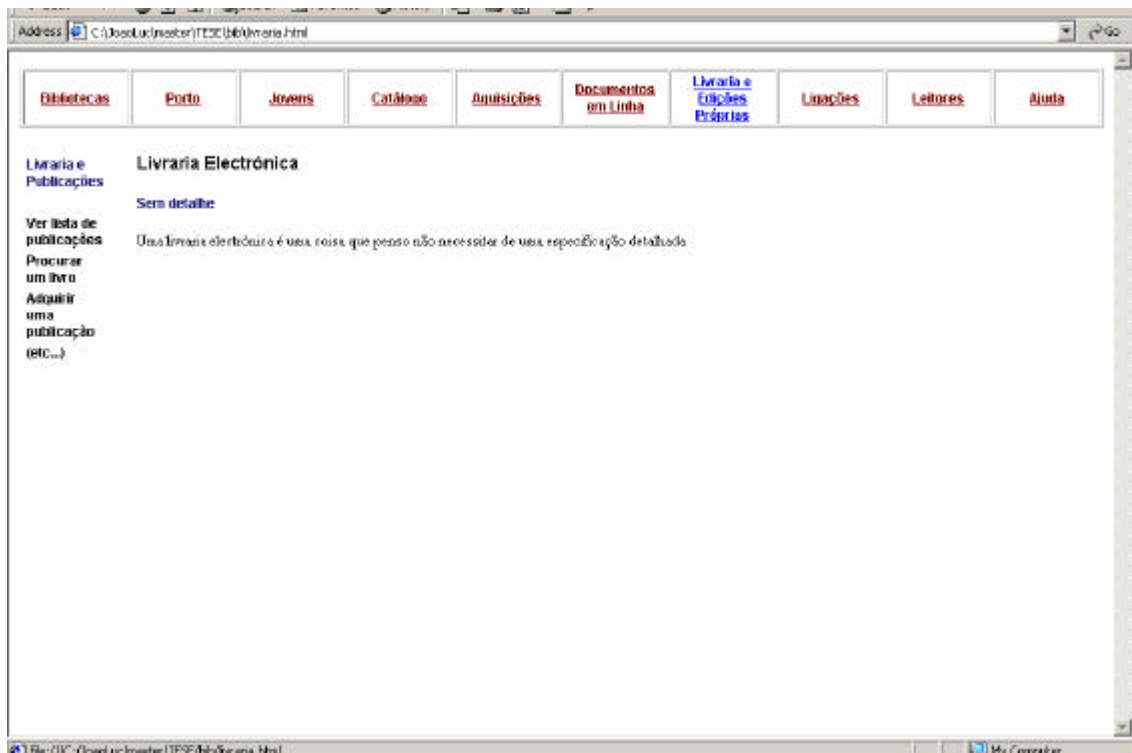 Address C:\JoaoLuc\master\TESE\bib\livraria.html Go
Bibliotecas Porto Jovens Catálogo Aquisições Documentos em Linha Livraria e Edições Próprias Ligações Leitores Ajuda
Livraria e
Publicações
Ver lista de
publicações
Procurar
um livro
Adquirir
uma
publicação
(etc...)
Livraria Electrónica
Sem detalhe
Uma livraria electrónica é uma coisa que penso não necessitar de uma especificação detalhada
My Computer